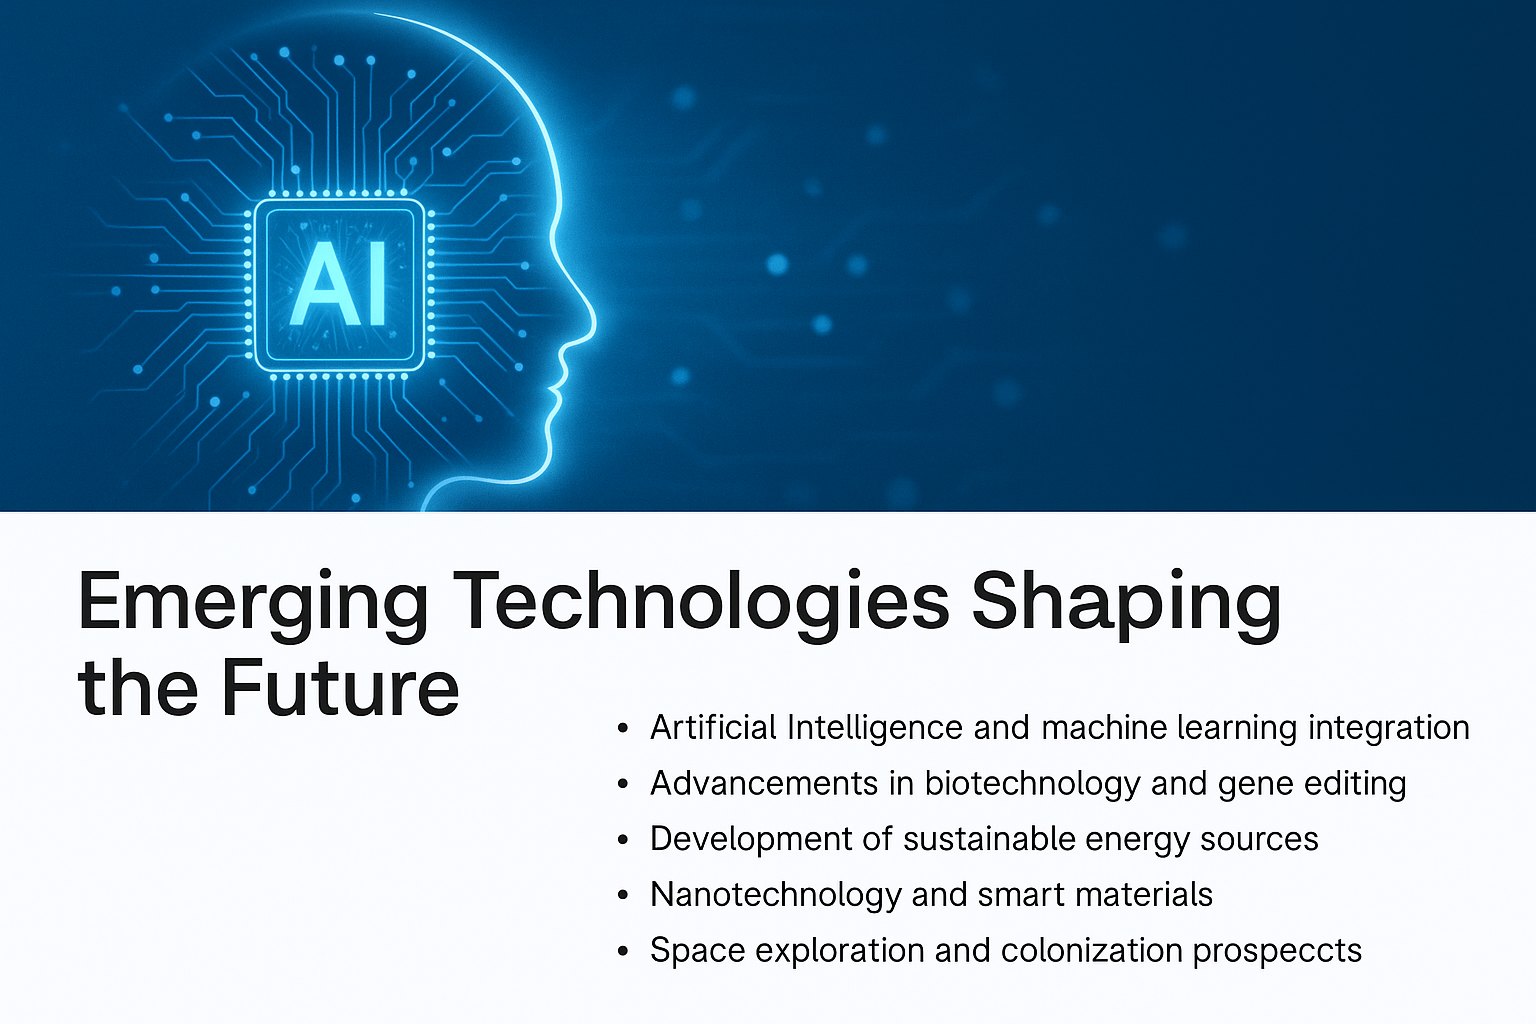 AI
Emerging Technologies Shaping
the Future
• Artificial Intelligence and machine learning integration
• Advancements in biotechnology and gene editing
• Development of sustainable energy sources
• Nanotechnology and smart materials
• Space exploration and colonization prospeccts